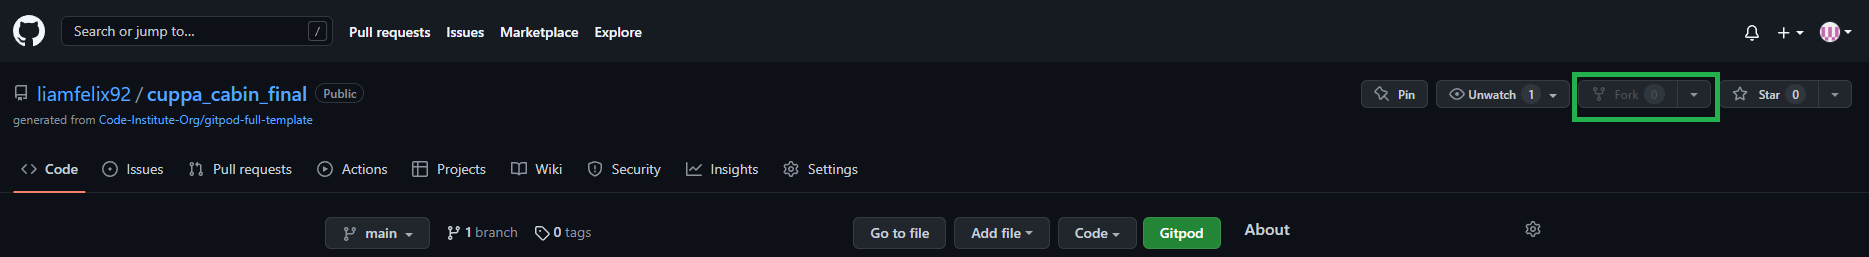 Search or jump to... / Pull requests Issues Marketplace Explore
liamfelix92 / cuppa_cabin_final Public Pin Unwatch 1 Fork 0 Star 0
generated from Code-Institute-Org/gitpod-full-template
Code Issues Pull requests Actions Projects Wiki Security Insights Settings
main 1 branch 0 tags Go to file Add file Code Gitpod About